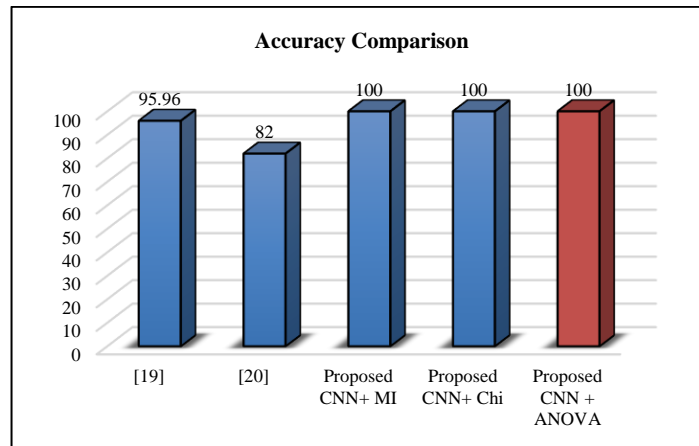 Accuracy Comparison
95.96
82
100
100
100
100
90
80
70
60
50
40
30
20
10
0
[19]
[20]
Proposed
CNN+ MI
Proposed
CNN+ Chi
Proposed
CNN +
ANOVA